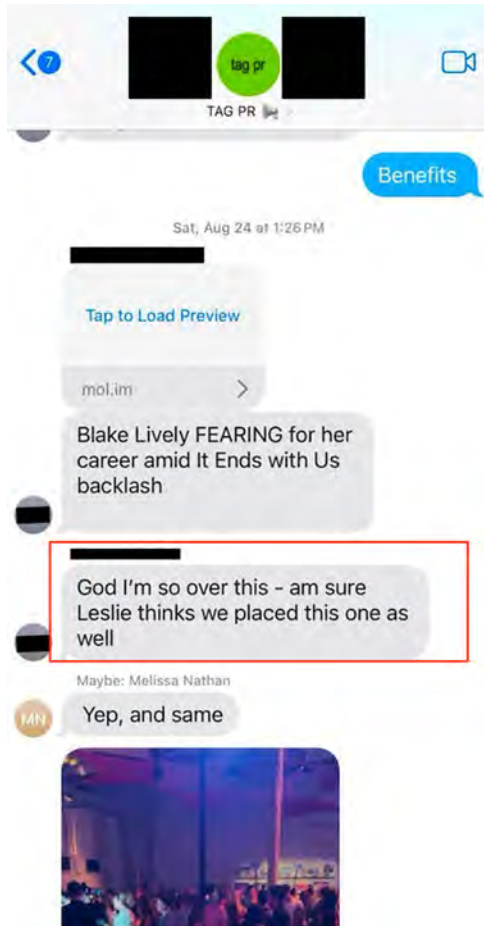 7
tag pr
TAG PR
Benefits
Sat, Aug 24 at 1:26 PM
Tap to Load Preview
mol.im
Blake Lively FEARING for her
career amid It Ends with Us
backlash
God I'm so over this - am sure
Leslie thinks we placed this one as
well
Maybe: Melissa Nathan
MN
Yep, and same